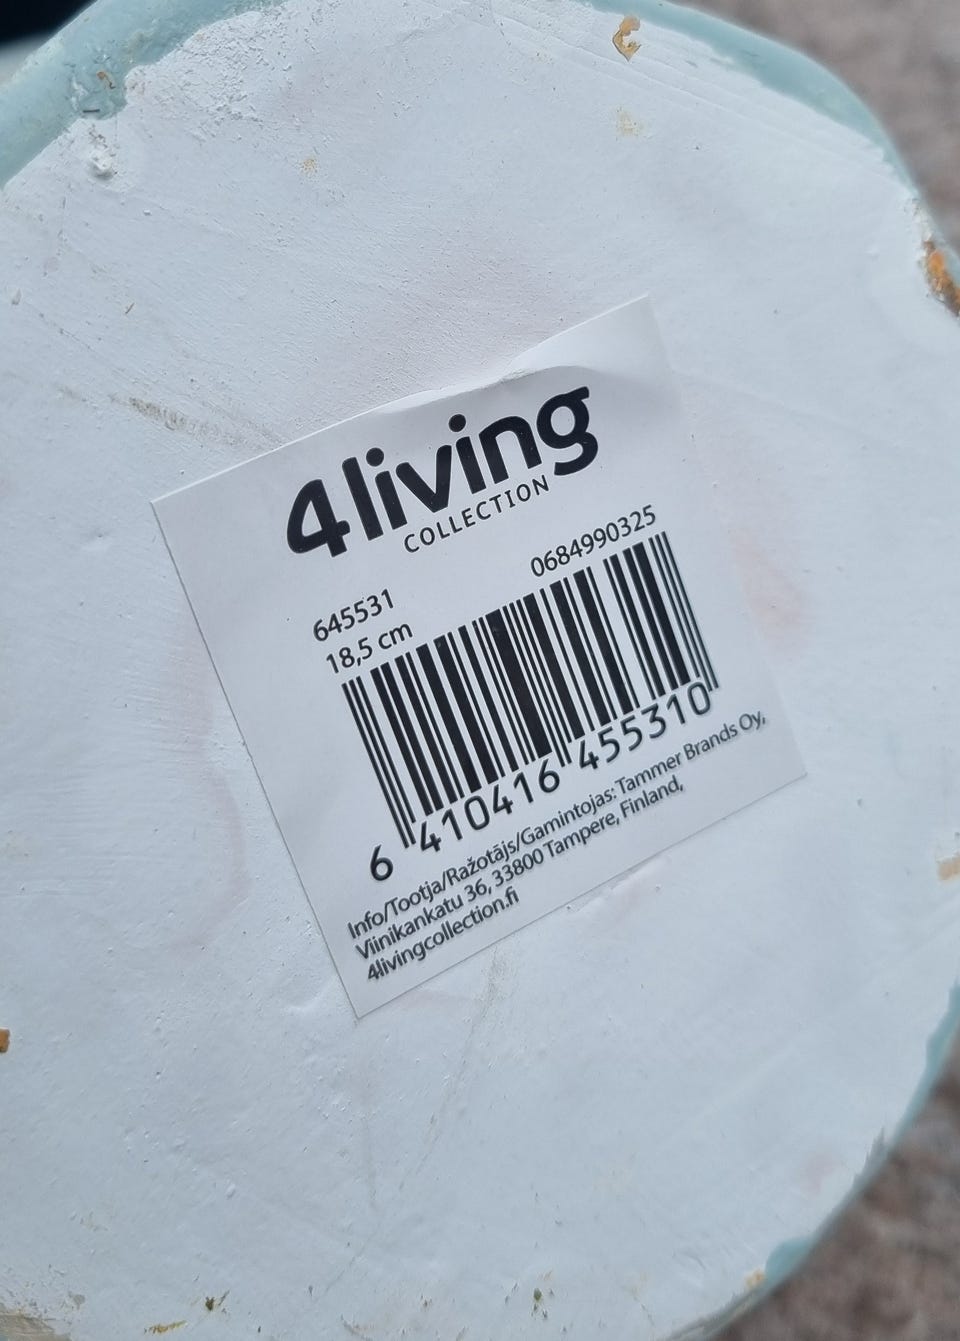 4living
COLLECTION
645531 0684990325
18,5 cm
6 410416 455310
Info/Tootja/Ražotājs/Gamintojas: Tammer Brands Oy,
Viinikankatu 36, 33800 Tampere, Finland,
4livingcollection.fi